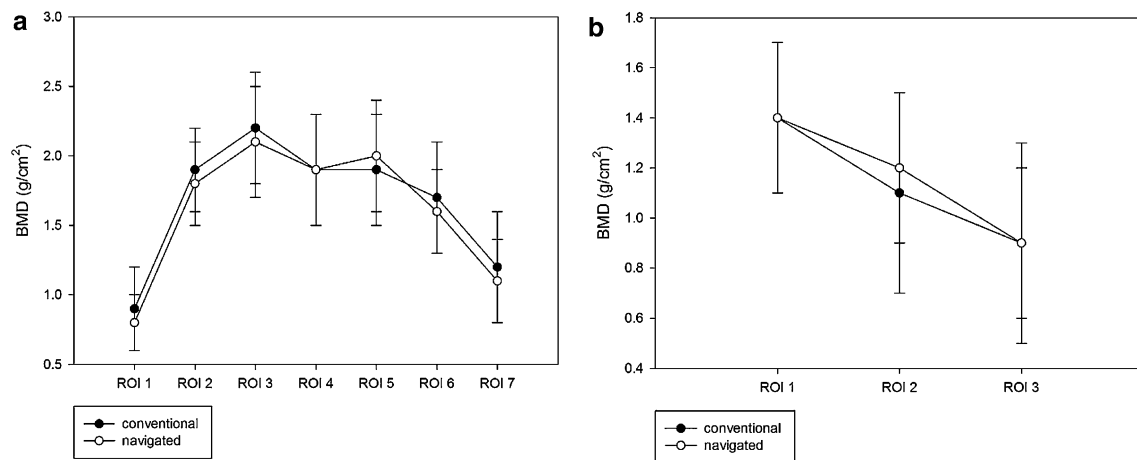 a
3.0
2.5
2.0
1.5
1.0
0.5
BMD (g/cm²)
ROI 1 ROI 2 ROI 3 ROI 4 ROI 5 ROI 6 ROI 7
conventional
navigated
b
1.8
1.6
1.4
1.2
1.0
0.8
0.6
0.4
BMD (g/cm²)
ROI 1 ROI 2 ROI 3
conventional
navigated